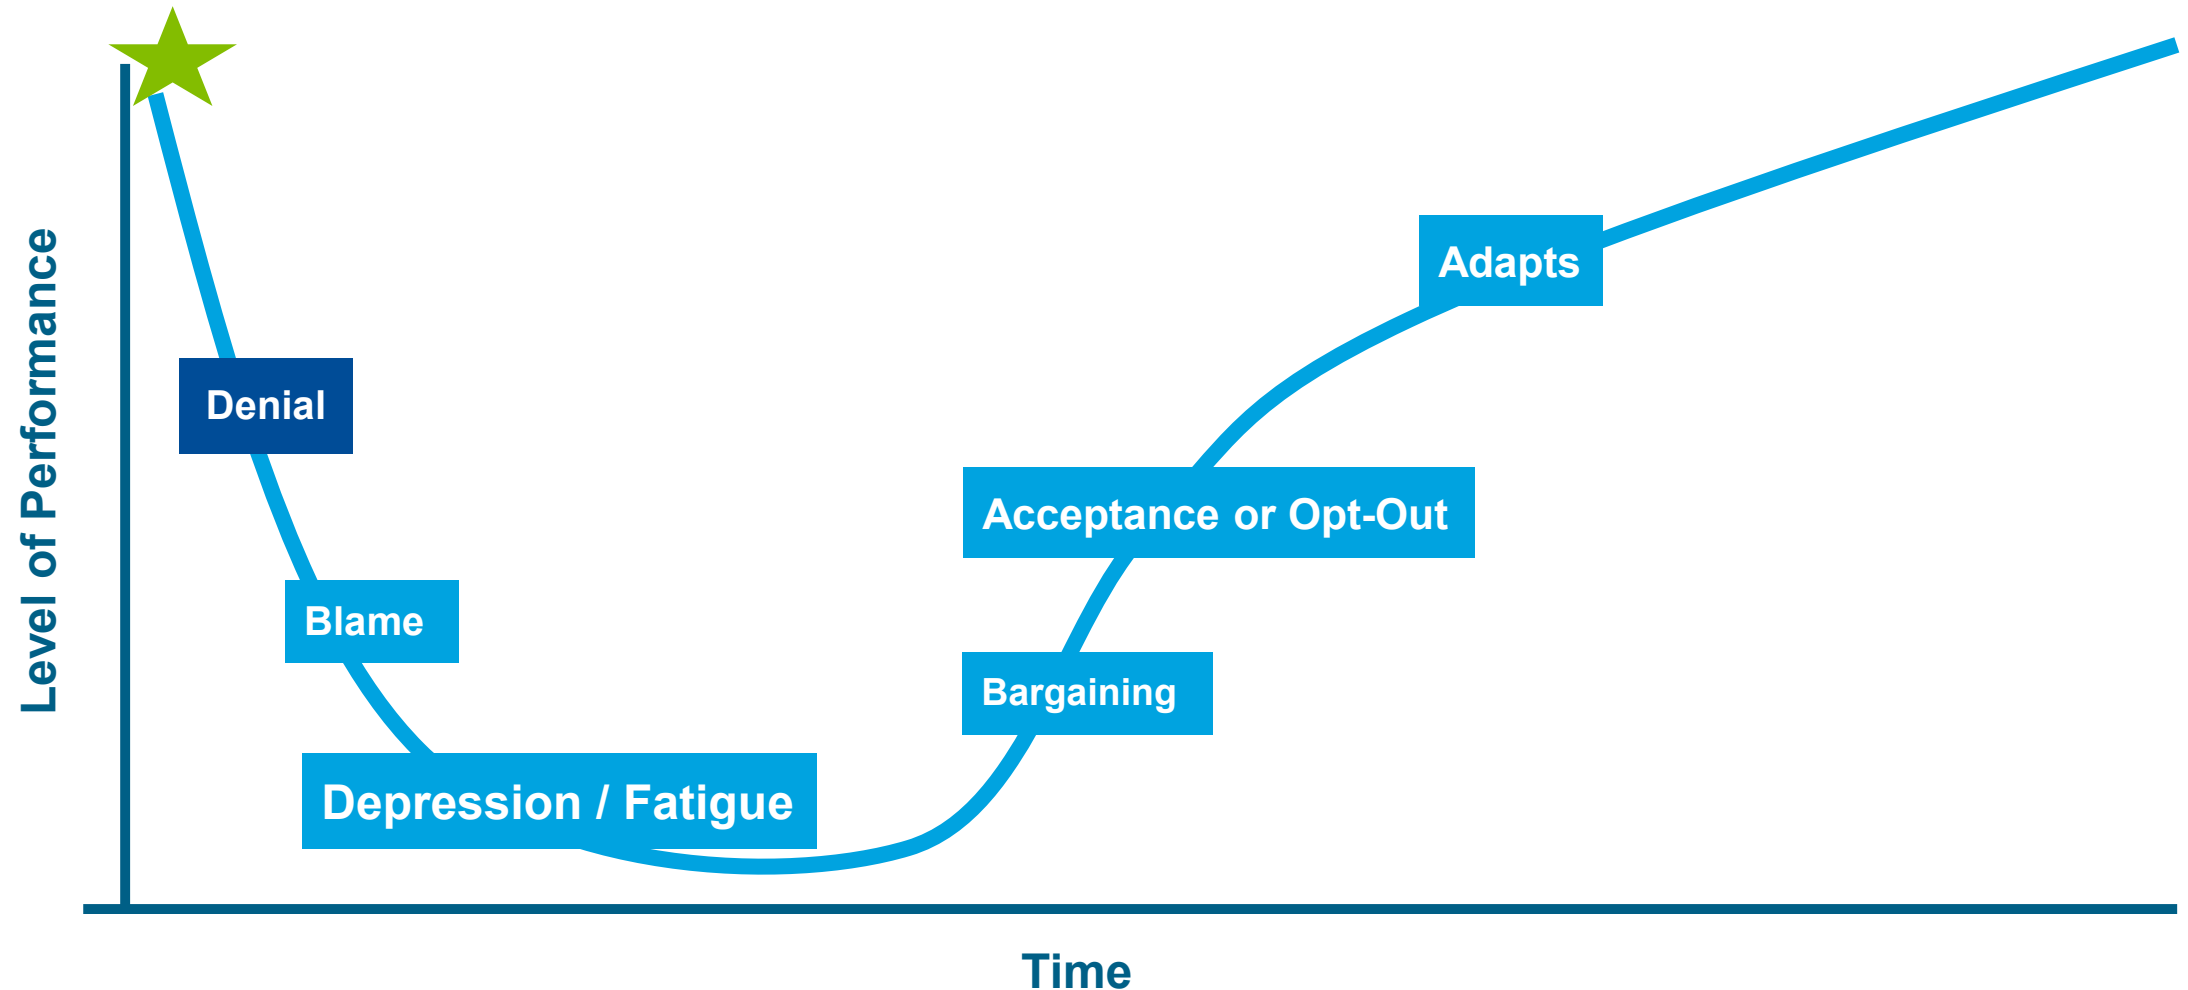 Level of Performance
Denial
Blame
Depression / Fatigue
Bargaining
Acceptance or Opt-Out
Adapts
Time